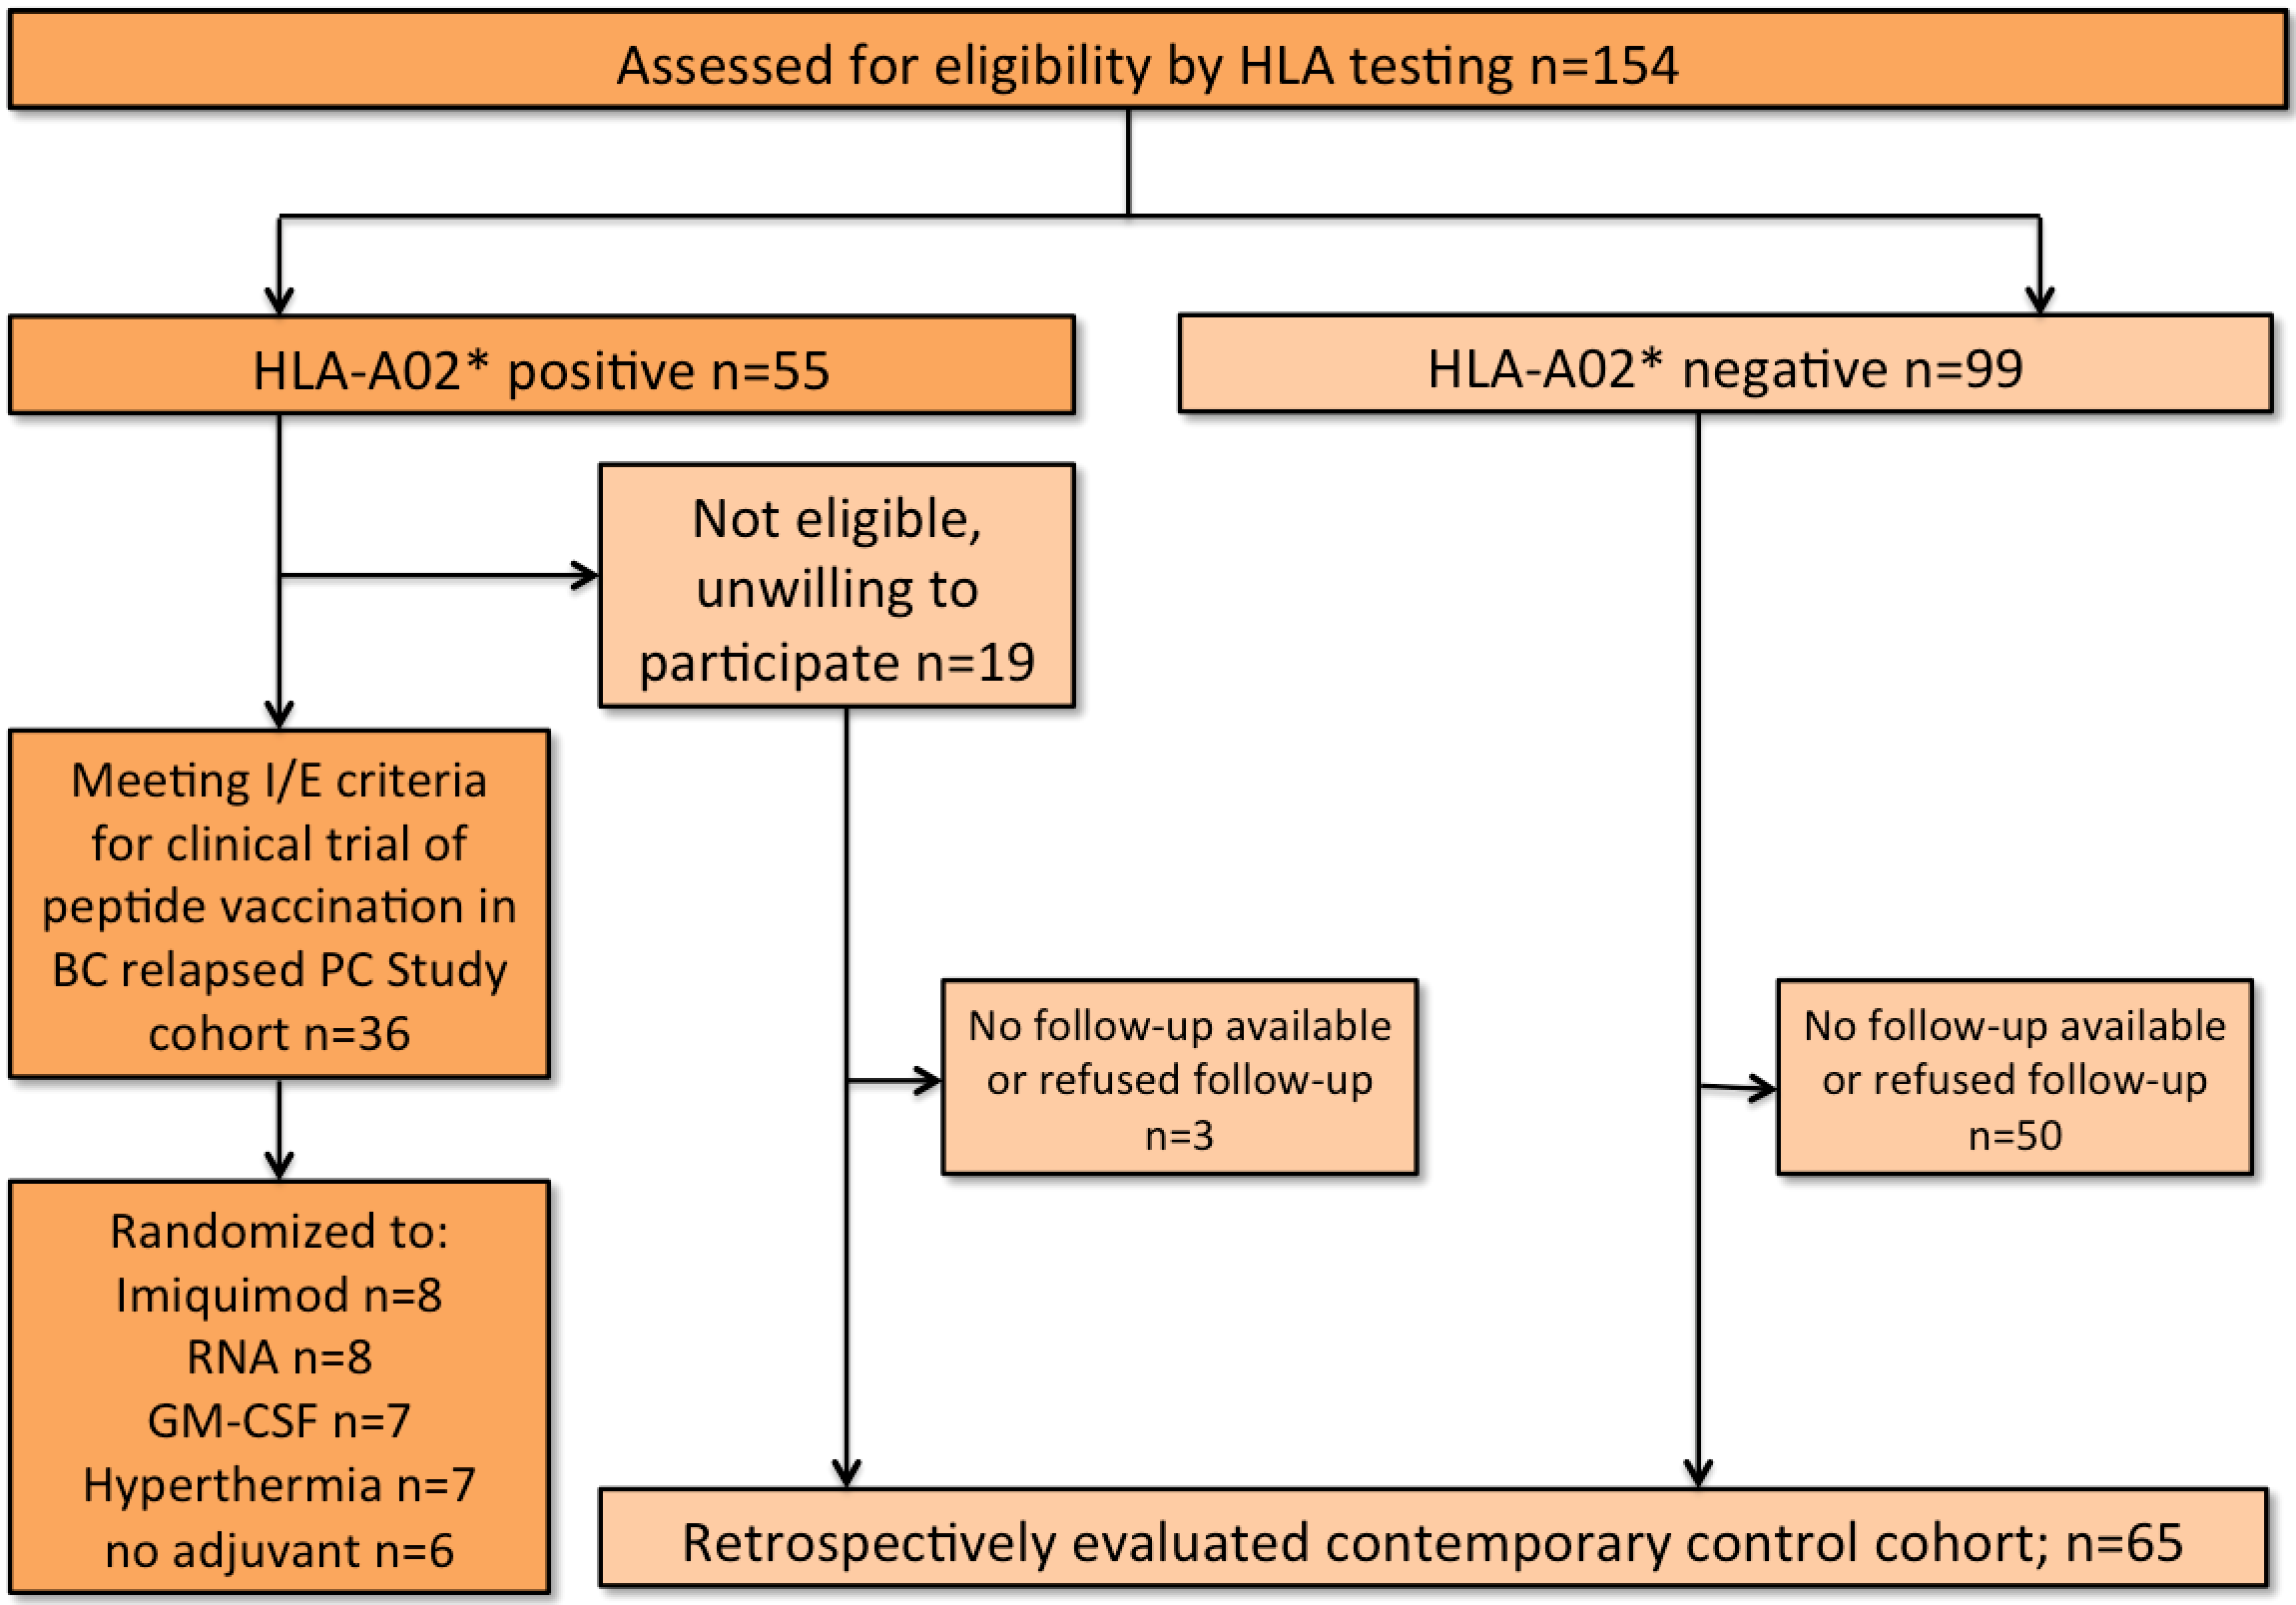 Assessed for eligibility by HLA testing n=154
HLA-A02* positive n=55
HLA-A02* negative n=99
Not eligible,
unwilling to
participate n=19
Meeting I/E criteria
for clinical trial of
peptide vaccination in
BC relapsed PC Study
cohort n=36
No follow-up available
or refused follow-up
n=3
No follow-up available
or refused follow-up
n=50
Randomized to:
Imiquimod n=8
RNA n=8
GM-CSF n=7
Hyperthermia n=7
no adjuvant n=6
Retrospectively evaluated contemporary control cohort; n=65